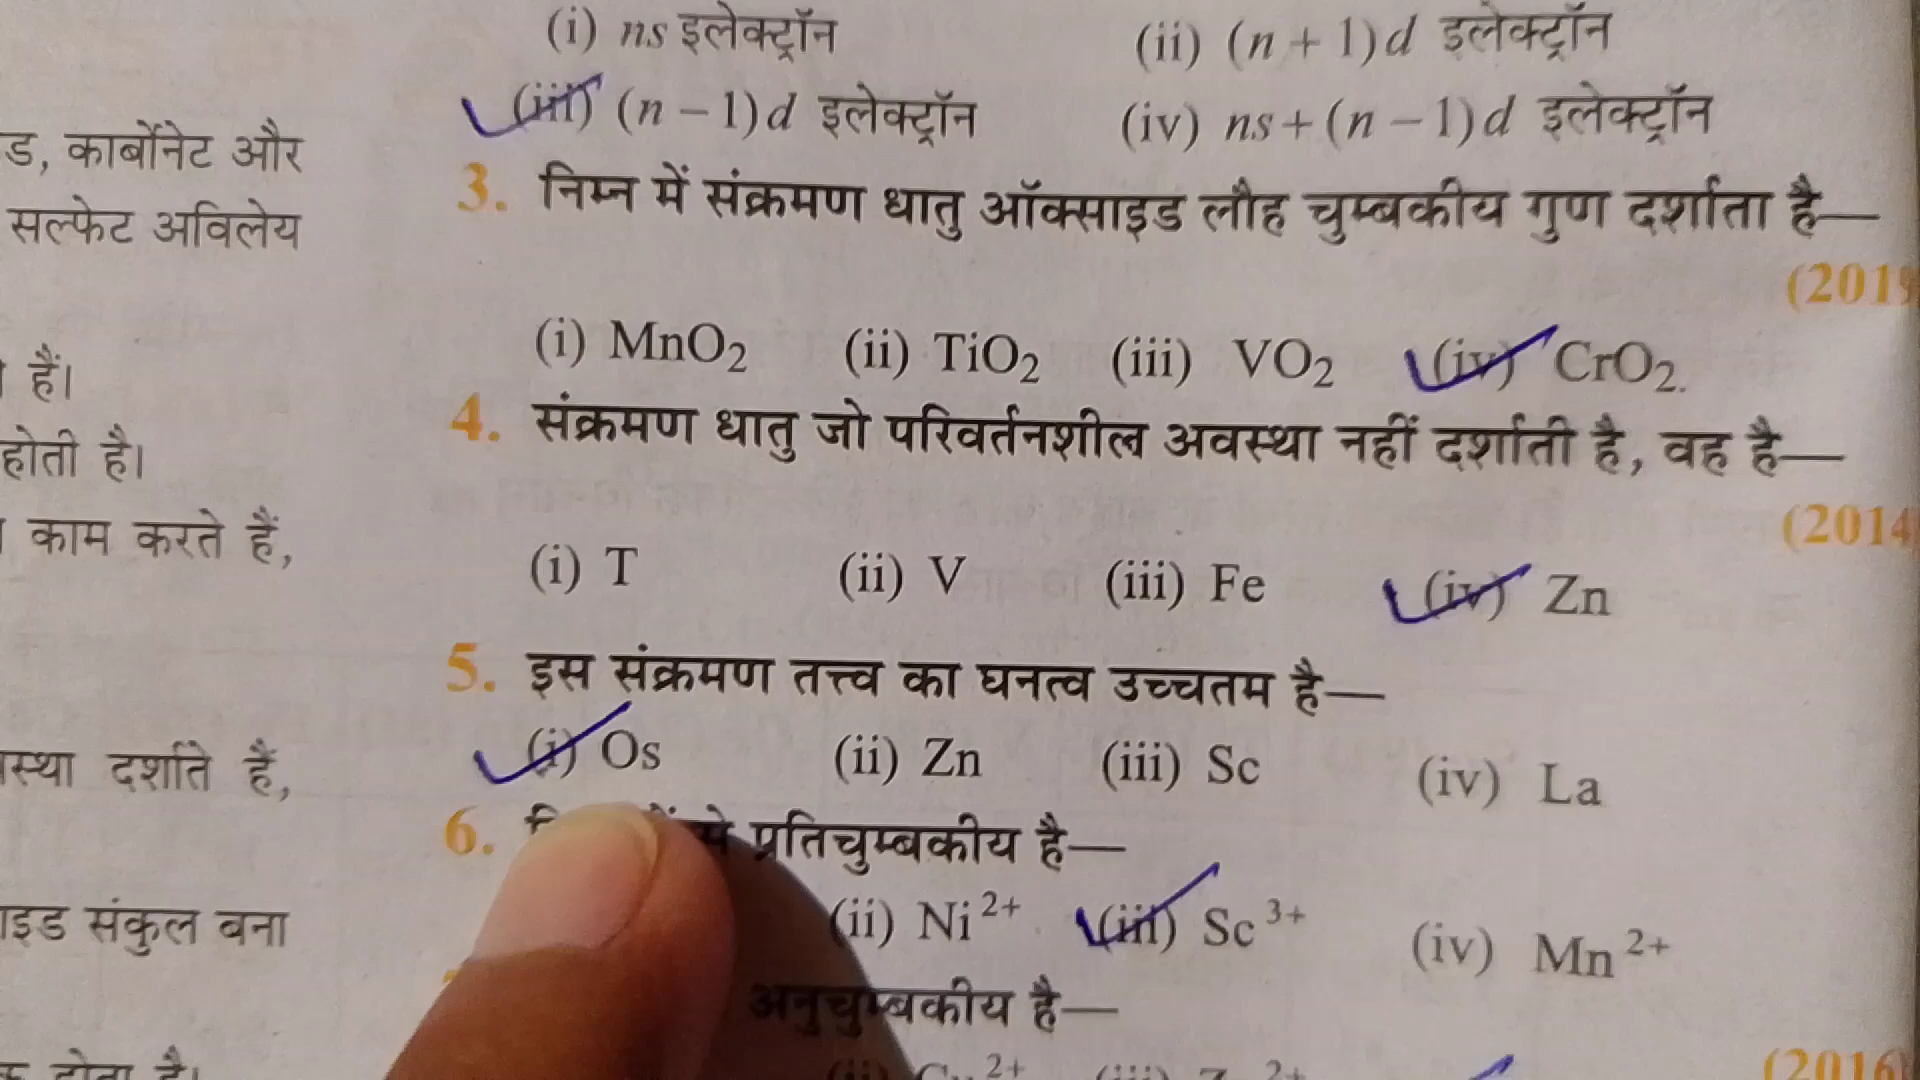 ड, कार्बोनेट और
सल्फेट अविलेय
हैं।
होती है।
काम करते हैं,
दर्शाते हैं,
संकुल बना
होता है।
(i) ns इलेक्ट्रॉन (ii) (n + 1)d इलेक्ट्रॉन
(iii) (n – 1)d इलेक्ट्रॉन (iv) ns + (n – 1)d इलेक्ट्रॉन
3. निम्न में संक्रमण धातु ऑक्साइड लौह चुम्बकीय गुण दर्शाता है—
(i) MnO₂ (ii) TiO₂ (iii) VO₂ (iv) CrO₂.
4. संक्रमण धातु जो परिवर्तनशील अवस्था नहीं दर्शाती है, वह है—
(2014
(i) T (ii) V (iii) Fe (iv) Zn
5. इस संक्रमण तत्त्व का घनत्व उच्चतम है—
(i) Os (ii) Zn (iii) Sc (iv) La
6. प्रतिचुम्बकीय है—
(ii) Ni²⁺ (iii) Sc³⁺ (iv) Mn²⁺
अनुचुम्बकीय है—
(2016)